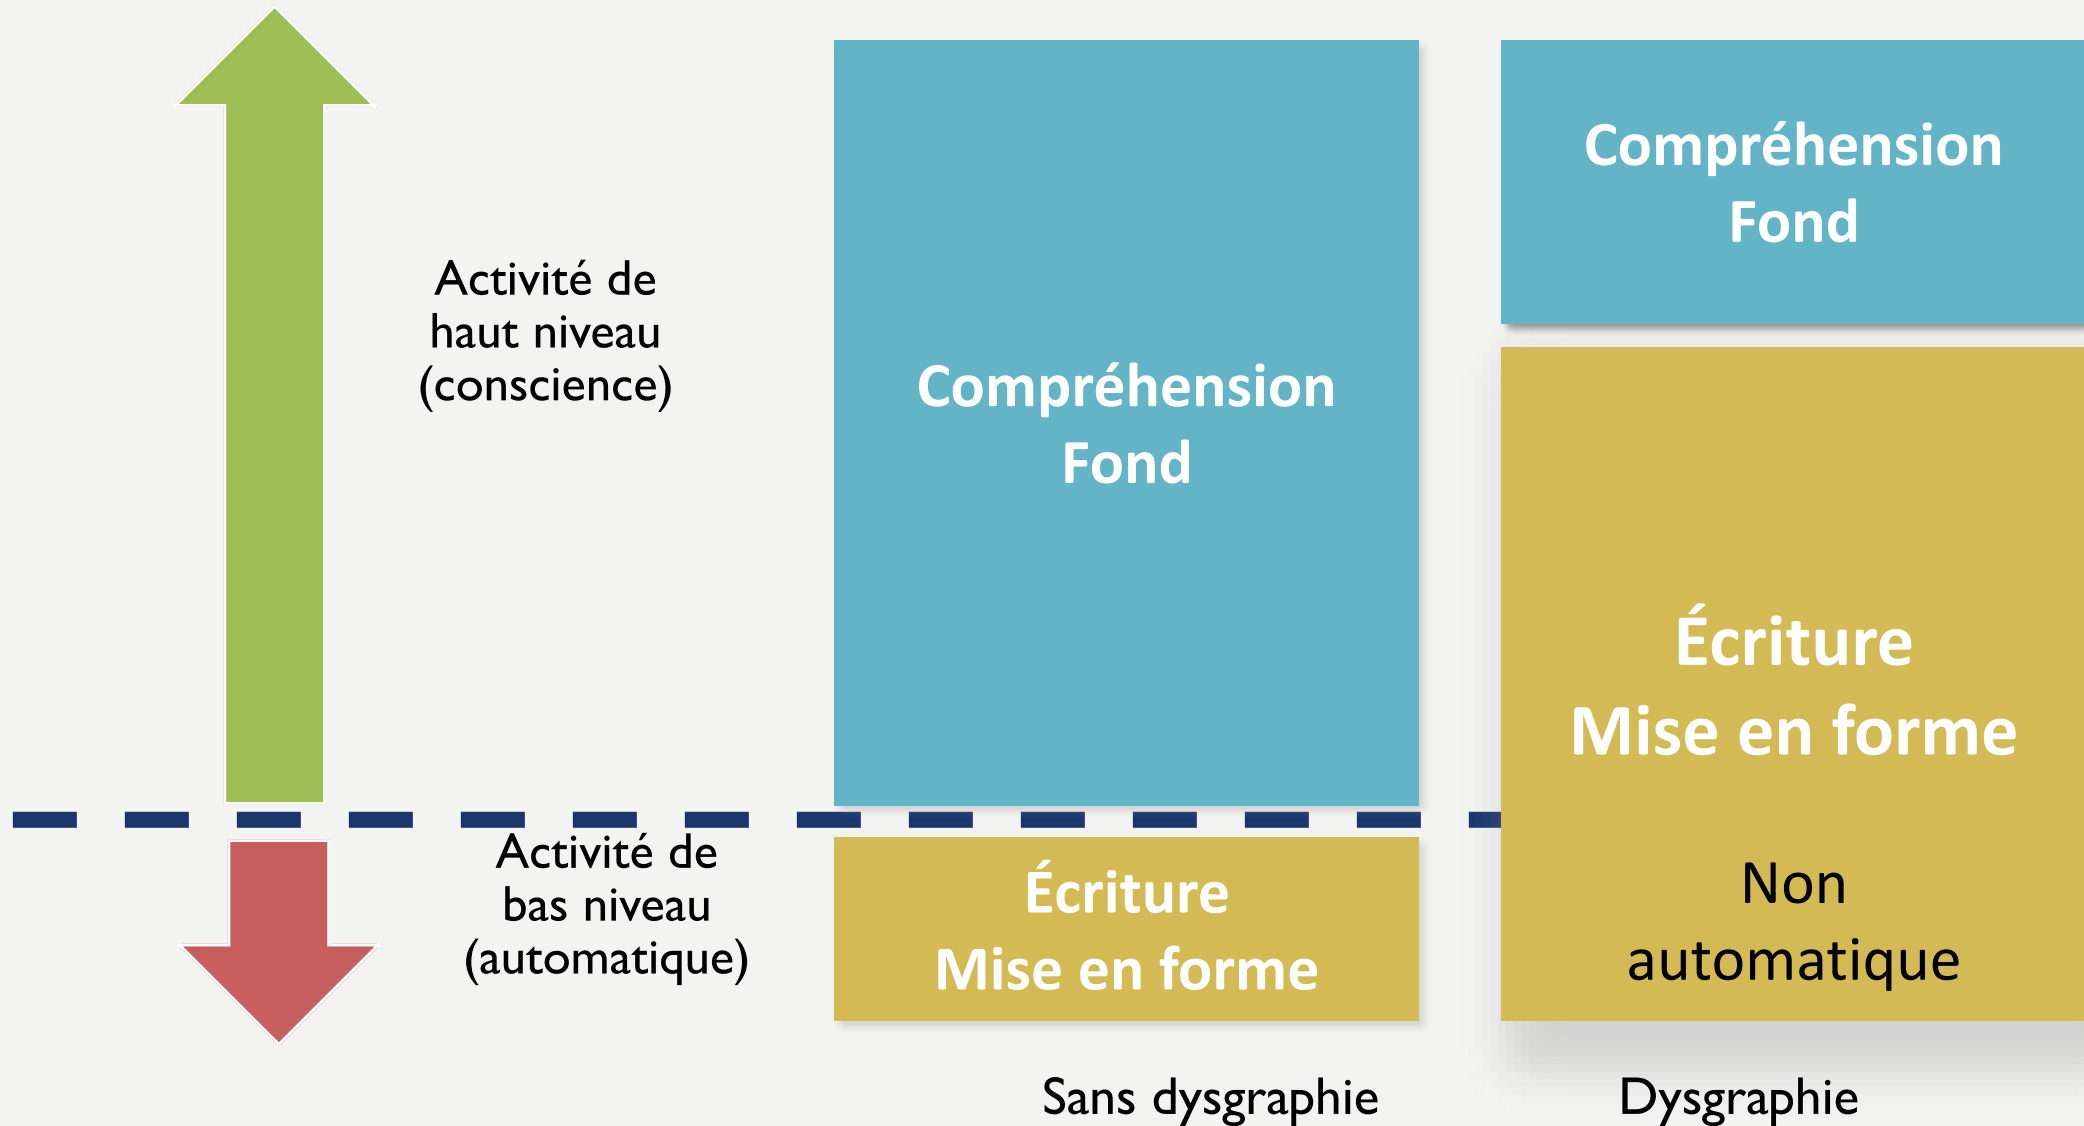 Activité de
haut niveau
(conscience)
Activité de
bas niveau
(automatique)
Compréhension
Fond
Écriture
Mise en forme
Sans dysgraphie
Compréhension
Fond
Écriture
Mise en forme
Non
automatique
Dysgraphie